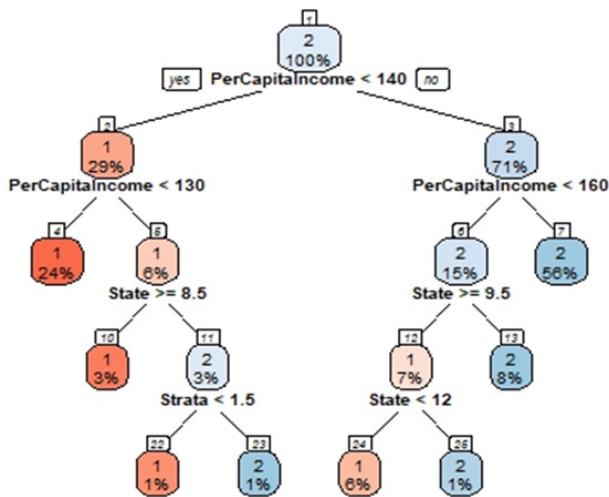 1
2
100%
yes PerCapitaIncome < 140 no
2 3
1 2
29% 71%
PerCapitaIncome < 130 PerCapitaIncome < 160
4 5 6 7
1 1 2 2
24% 6% 15% 56%
State >= 8.5 State >= 9.5
10 11 12 13
1 2 1 2
3% 3% 7% 8%
Strata < 1.5 State < 12
22 23 24 25
1 2 1 2
1% 1% 6% 1%